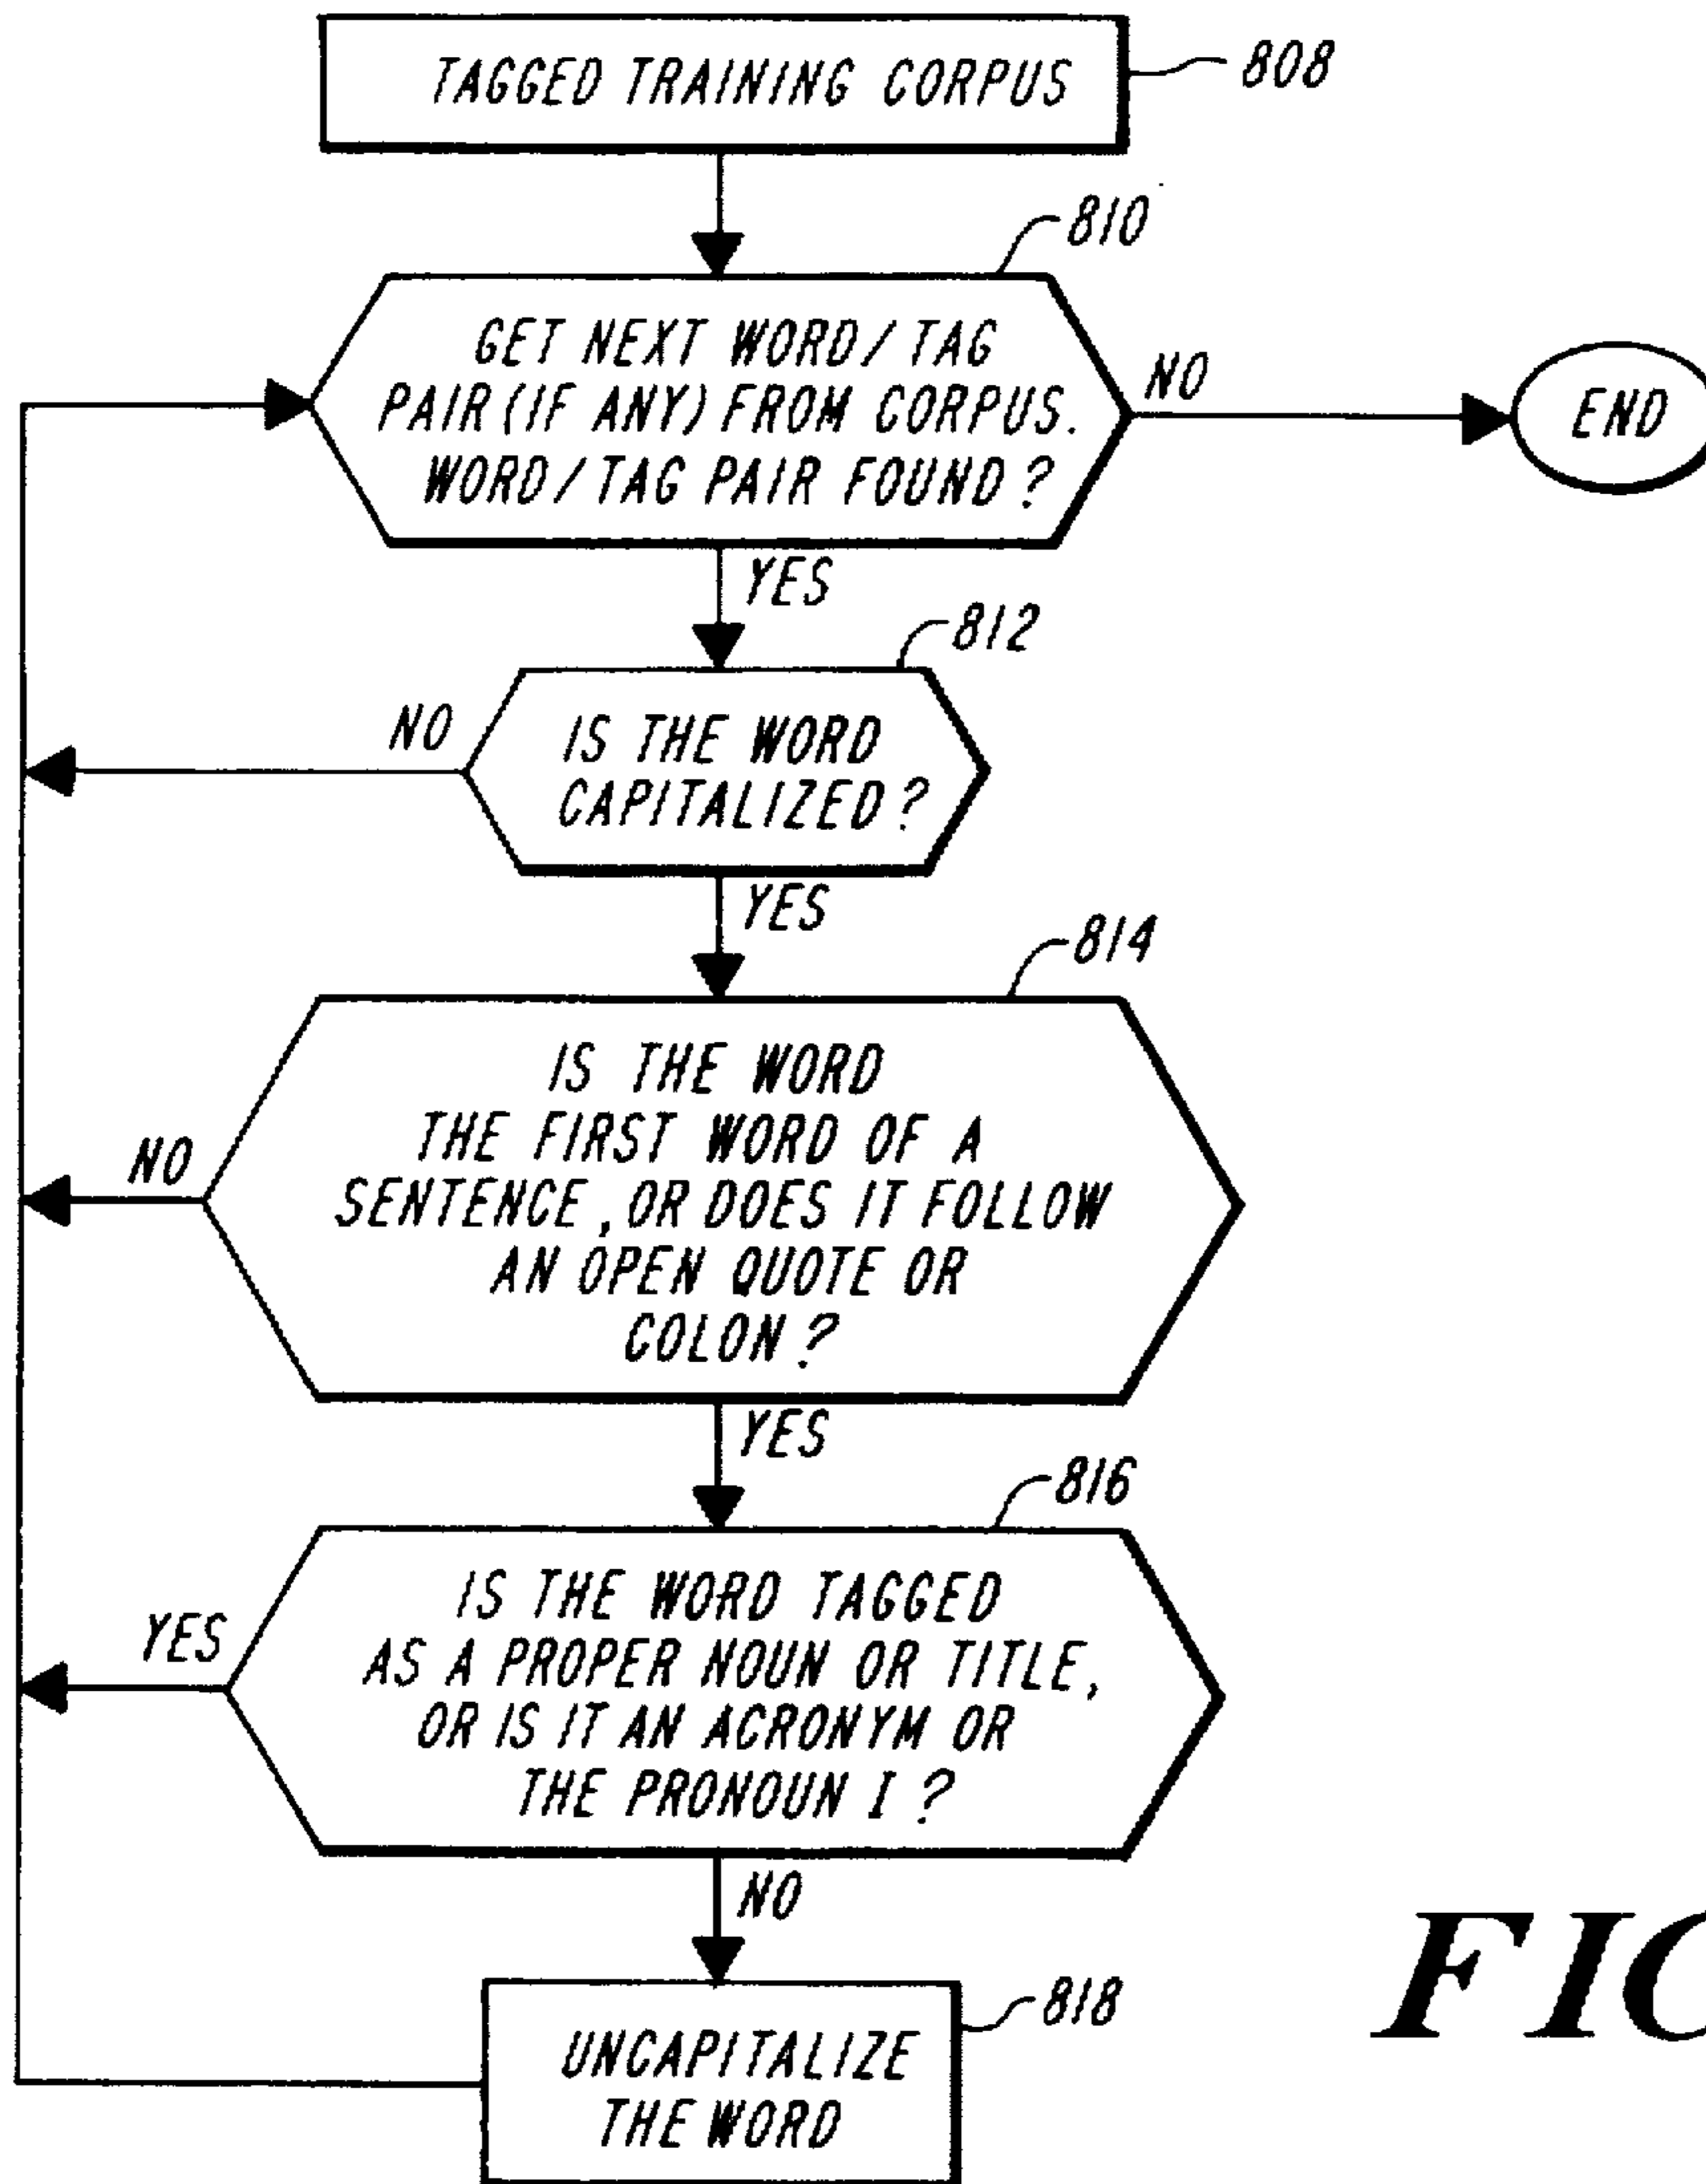 TAGGED TRAINING CORPUS
808
810
GET NEXT WORD/TAG
PAIR (IF ANY) FROM CORPUS.
WORD/TAG PAIR FOUND?
NO
END
YES
812
NO
IS THE WORD
CAPITALIZED?
YES
814
IS THE WORD
THE FIRST WORD OF A
NO
SENTENCE, OR DOES IT FOLLOW
AN OPEN QUOTE OR
COLON?
YES
816
IS THE WORD TAGGED
YES
AS A PROPER NOUN OR TITLE,
OR IS IT AN ACRONYM OR
THE PRONOUN I?
NO
818
UNCAPITALIZE
THE WORD